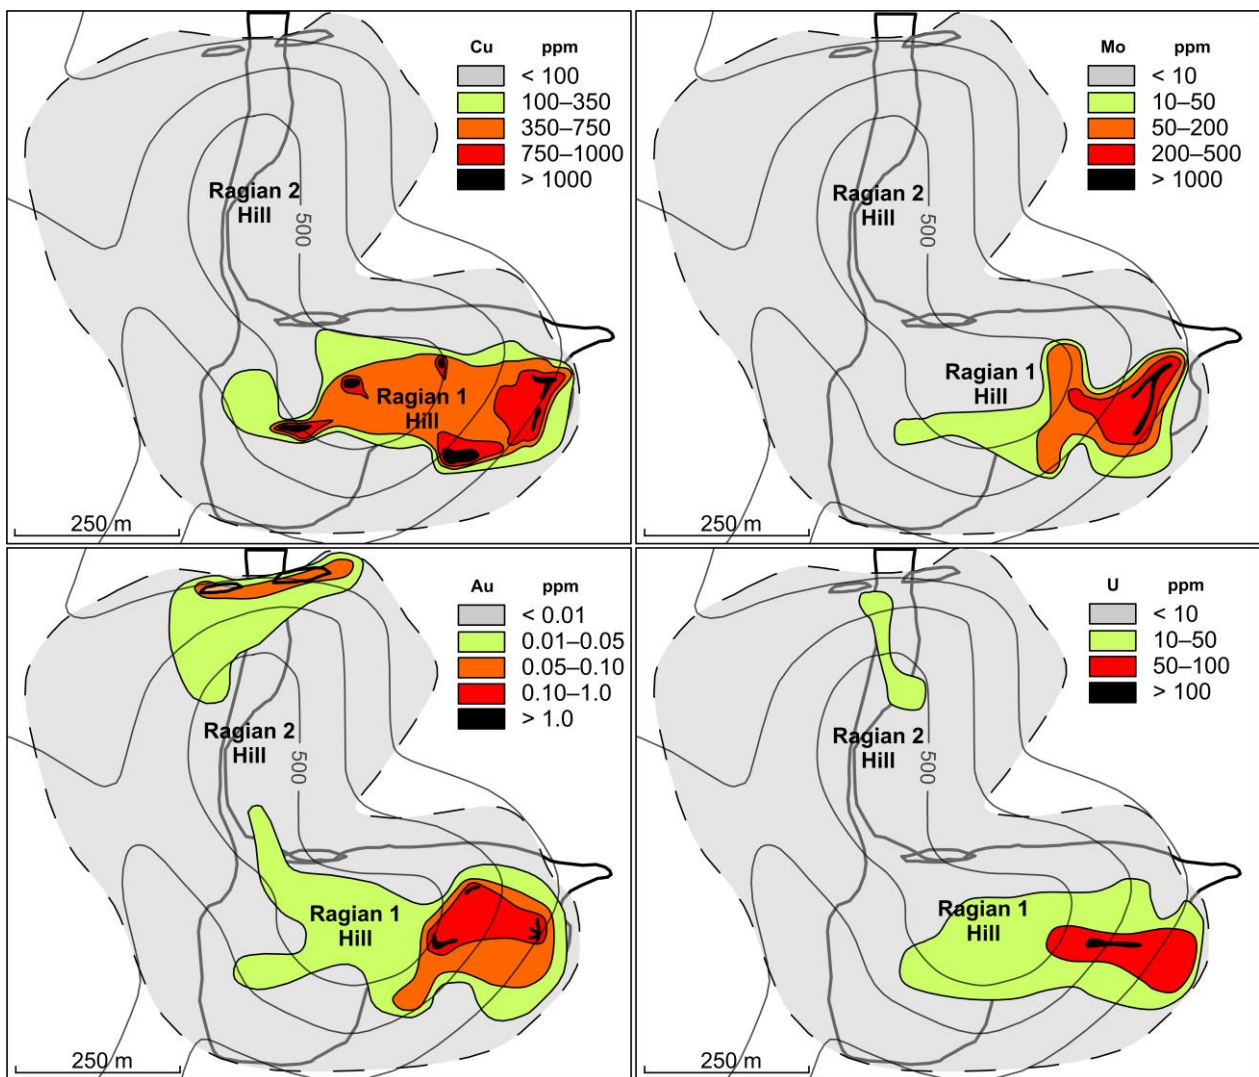 Cu ppm
< 100
100–350
350–750
750–1000
> 1000
Ragian 2
Hill
500
Ragian 1
Hill
250 m
Mo ppm
< 10
10–50
50–200
200–500
> 1000
Ragian 2
Hill
500
Ragian 1
Hill
250 m
Au ppm
< 0.01
0.01–0.05
0.05–0.10
0.10–1.0
> 1.0
Ragian 2
Hill
500
Ragian 1
Hill
250 m
U ppm
< 10
10–50
50–100
> 100
Ragian 2
Hill
500
Ragian 1
Hill
250 m